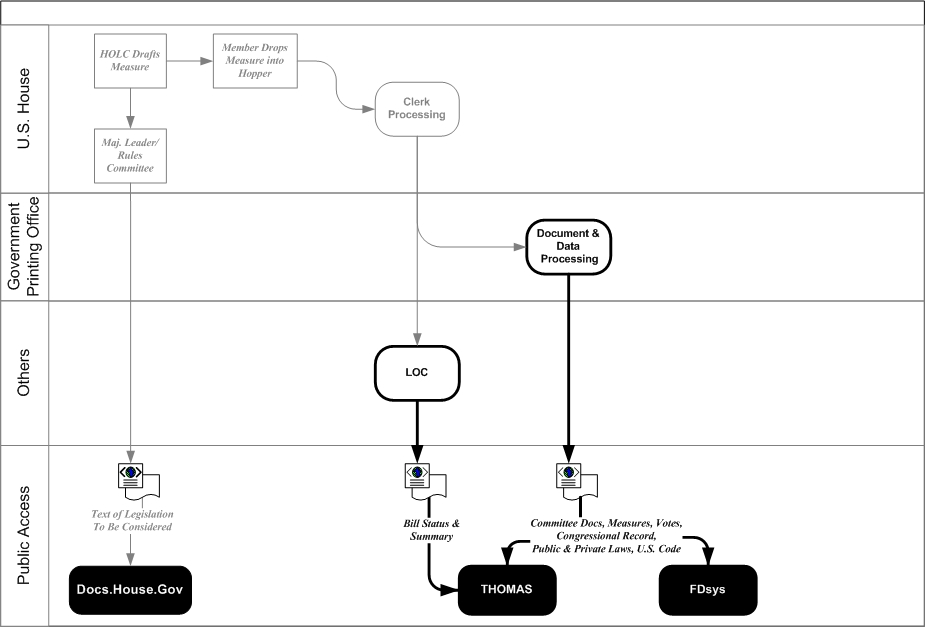 U.S. House
HOLC Drafts
Measure
Member Drops
Measure into
Hopper
Clerk
Processing
Maj. Leader/
Rules
Committee
Government
Printing Office
Document &
Data
Processing
Others
LOC
Public Access
Text of Legislation
To Be Considered
Bill Status &
Summary
Committee Docs, Measures, Votes,
Congressional Record,
Public & Private Laws, U.S. Code
Docs.House.Gov
THOMAS
FDsys